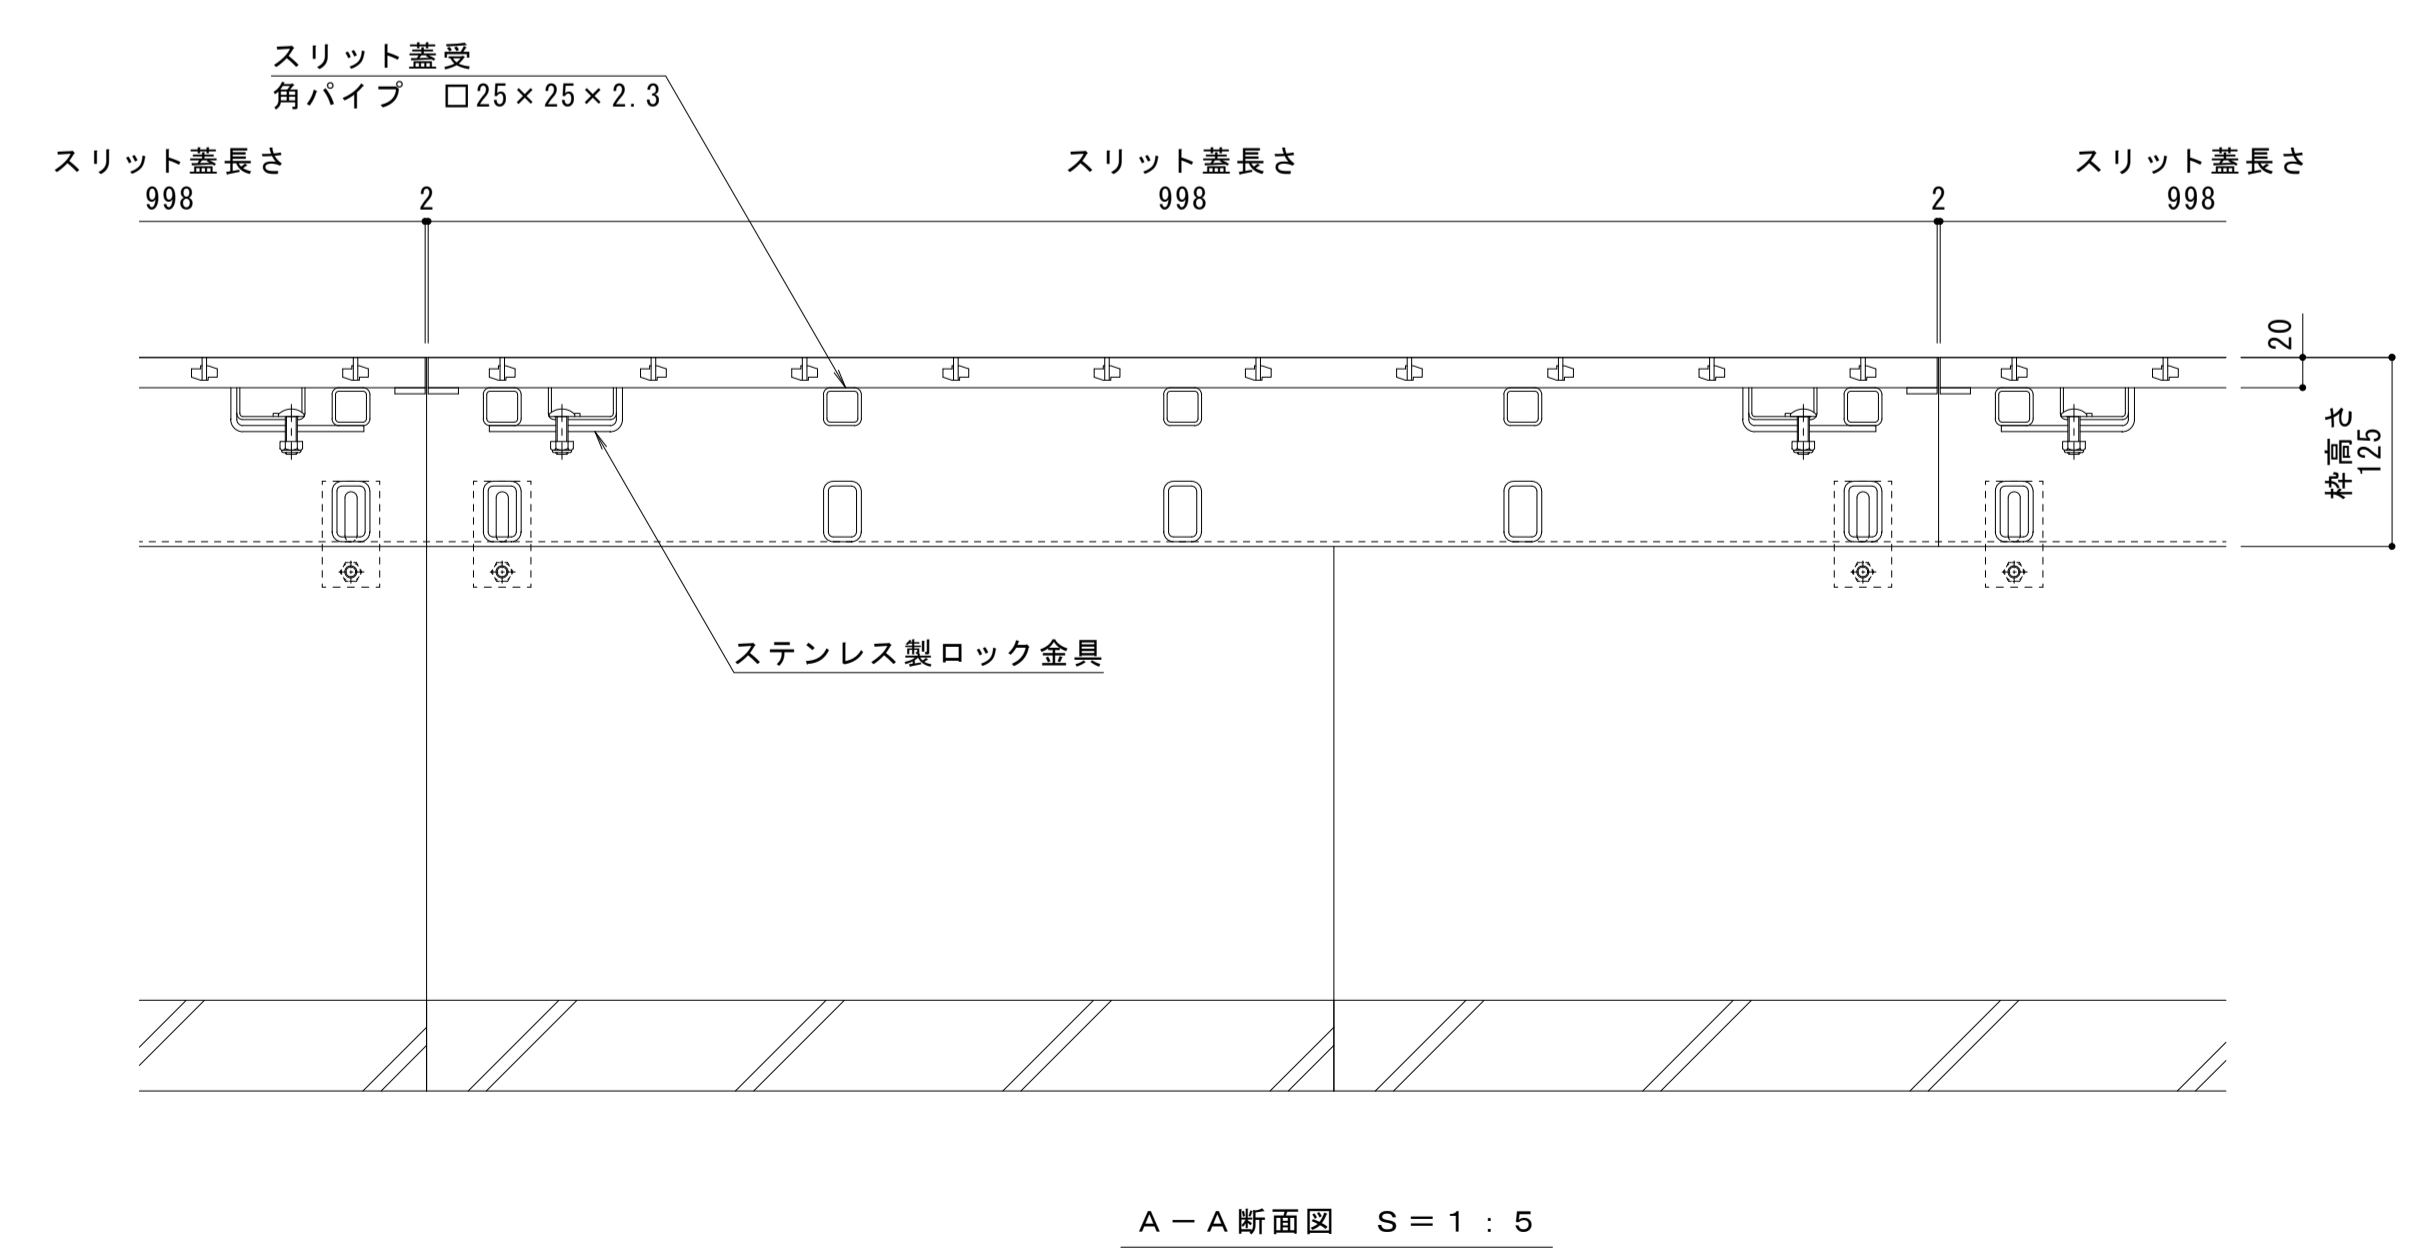 スリット蓋受
角パイプ　□25×25×2.3
スリット蓋長さ
998
2
スリット蓋長さ
998
2
スリット蓋長さ
998
20
枠高さ
125
ステンレス製ロック金具
A－A断面図　S＝1：5